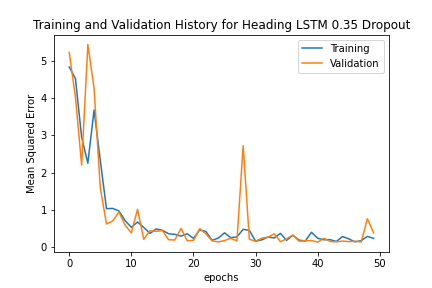 Training and Validation History for Heading LSTM 0.35 Dropout
Training
Validation
Mean Squared Error
5
4
3
2
1
0
0 10 20 30 40 50
epochs